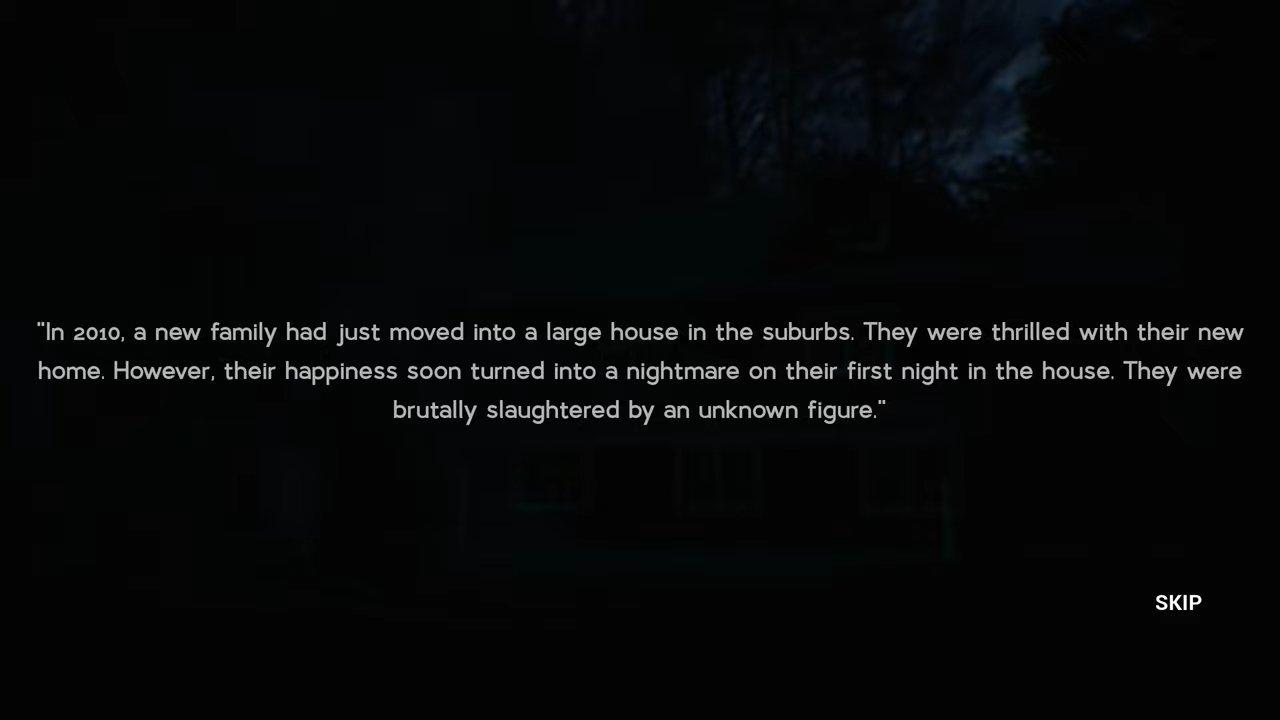 "In 2010, a new family had just moved into a large house in the suburbs. They were thrilled with their new
home. However, their happiness soon turned into a nightmare on their first night in the house. They were
brutally slaughtered by an unknown figure."
SKIP